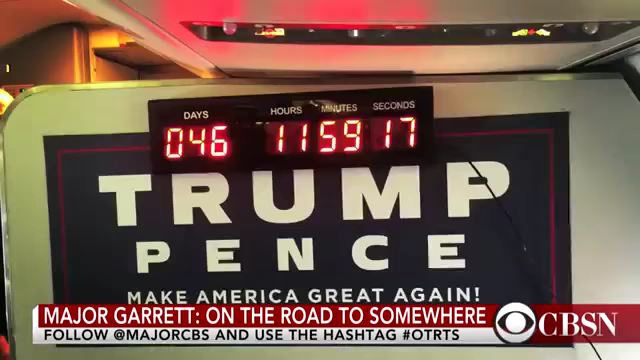 DAYS HOURS MINUTES SECONDS
046 11 59 17
TRUMP
PENCE
MAKE AMERICA GREAT AGAIN!
MAJOR GARRETT: ON THE ROAD TO SOMEWHERE
FOLLOW @MAJORCBS AND USE THE HASHTAG #OTRTS
CBSN